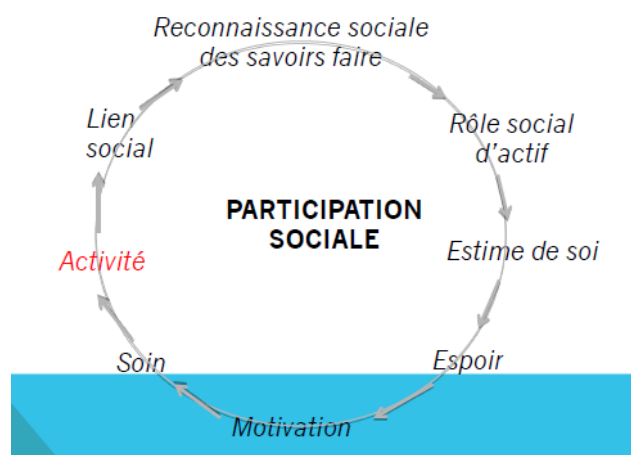 Reconnaissance sociale
des savoirs faire
Rôle social
d'actif
Estime de soi
Espoir
Motivation
Soin
Activité
Lien
social
PARTICIPATION
SOCIALE